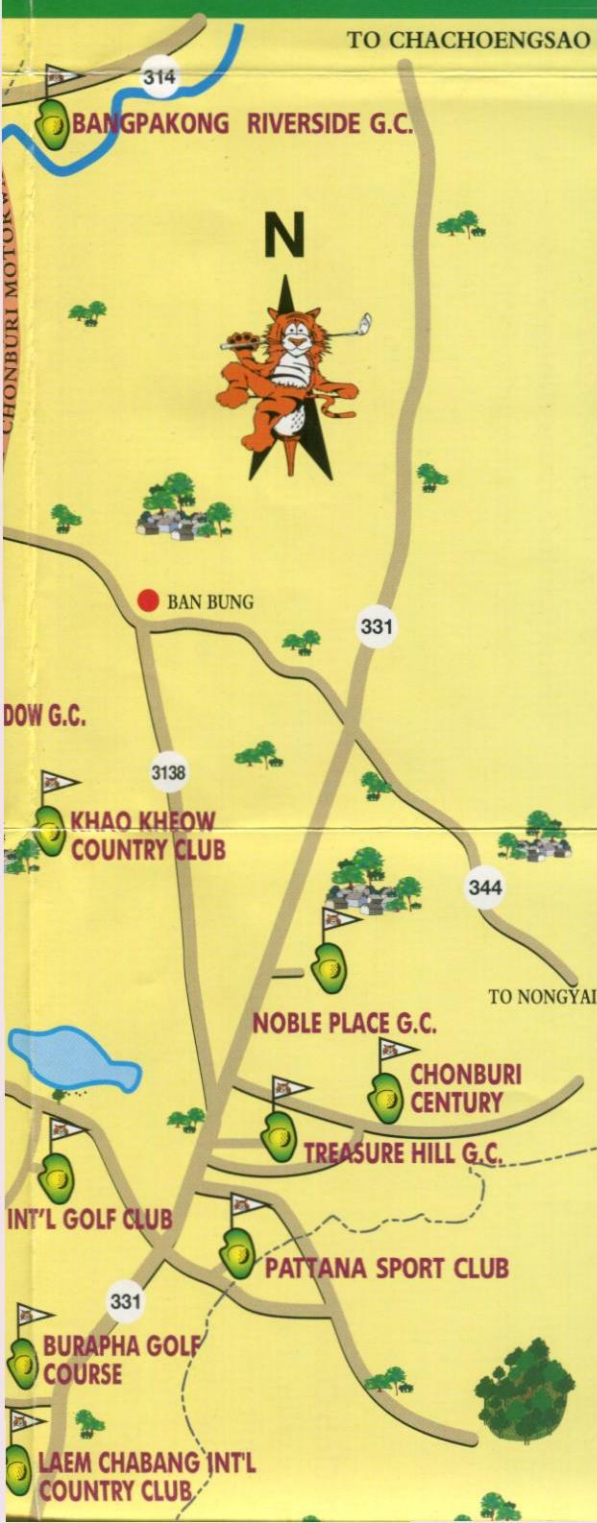 TO CHACHOENGSAO
314
BANGPAKONG RIVERSIDE G.C.
CHONBURI MOTORW
N
BAN BUNG
331
DOW G.C.
3138
KHAO KHEOW
COUNTRY CLUB
344
TO NONGYAI
NOBLE PLACE G.C.
CHONBURI
CENTURY
TREASURE HILL G.C.
INT'L GOLF CLUB
PATTANA SPORT CLUB
331
BURAPHA GOLF
COURSE
LAEM CHABANG INT'L
COUNTRY CLUB